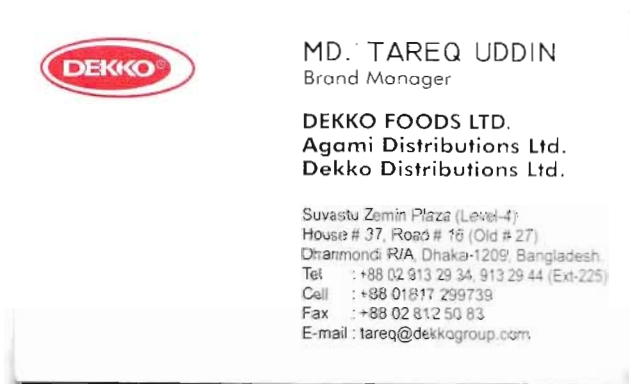 DEKKO®
MD. TAREQ UDDIN
Brand Manager
DEKKO FOODS LTD.
Agami Distributions Ltd.
Dekko Distributions Ltd.
Suvastu Zemin Plaza (Level-4)
House # 37, Road # 16 (Old # 27)
Dhanmondi R/A, Dhaka-1209, Bangladesh.
Tel : +88 02 913 29 34, 913 29 44 (Ext-225)
Cell : +88 01817 299739
Fax : +88 02 812 50 83
E-mail : tareq@dekkogroup.com